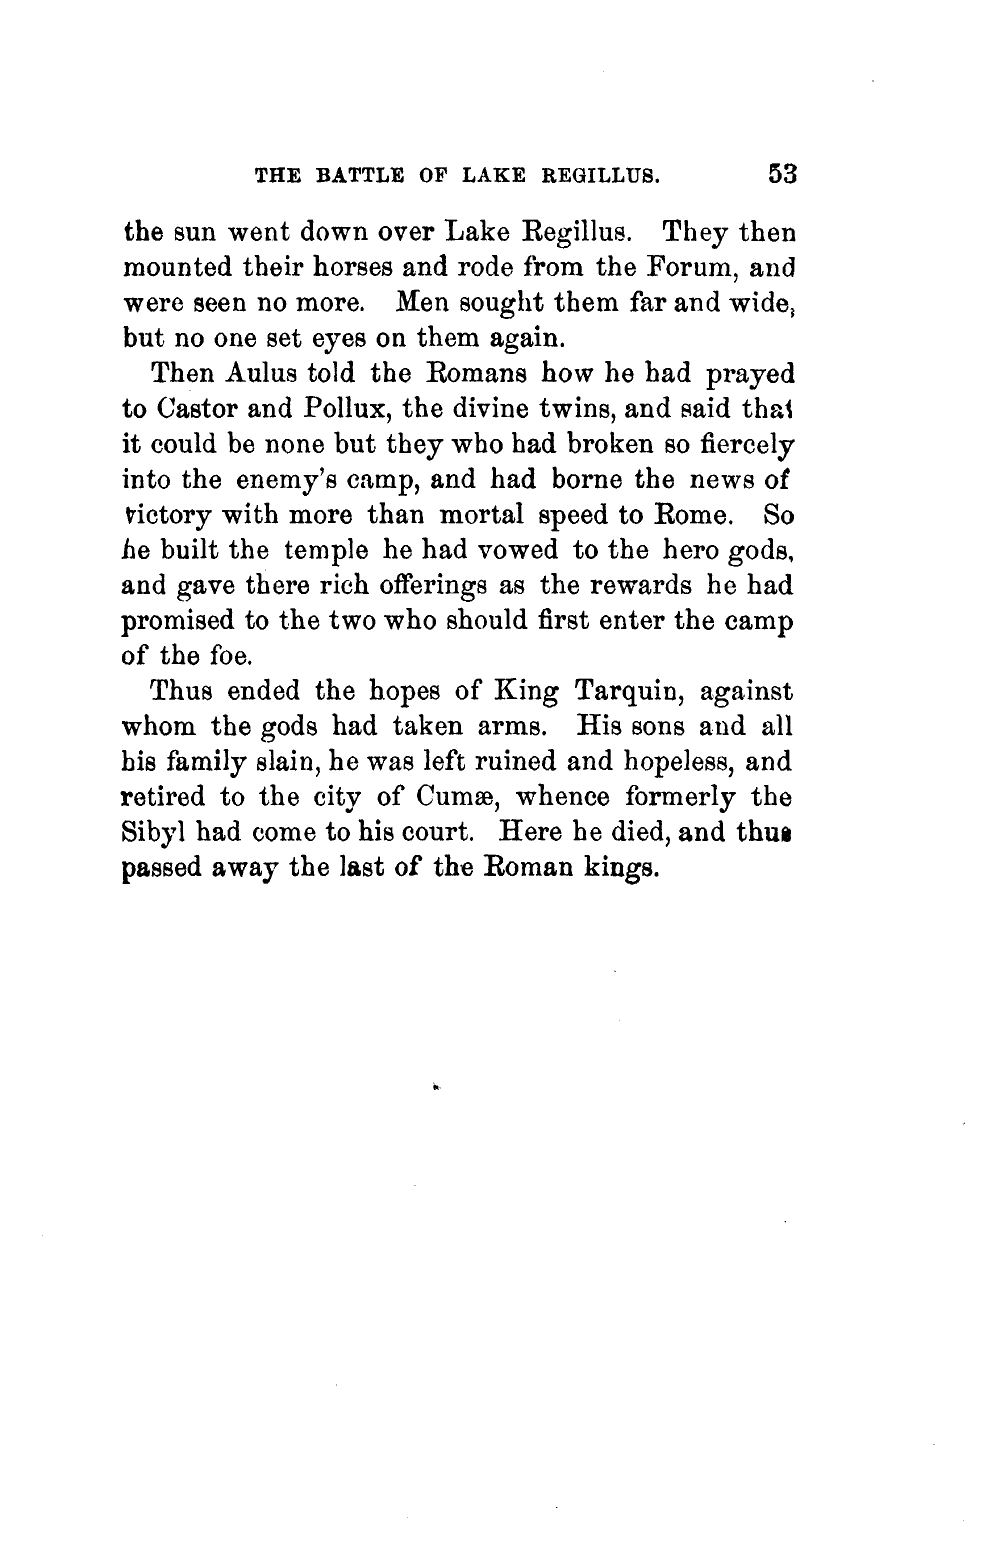 THE BATTLE OF LAKE REGILLUS. 53
the sun went down over Lake Regillus. They then
mounted their horses and rode from the Forum, and
were seen no more. Men sought them far and wide,
but no one set eyes on them again.
Then Aulus told the Romans how he had prayed
to Castor and Pollux, the divine twins, and said that
it could be none but they who had broken so fiercely
into the enemy's camp, and had borne the news of
victory with more than mortal speed to Rome. So
he built the temple he had vowed to the hero gods,
and gave there rich offerings as the rewards he had
promised to the two who should first enter the camp
of the foe.
Thus ended the hopes of King Tarquin, against
whom the gods had taken arms. His sons and all
his family slain, he was left ruined and hopeless, and
retired to the city of Cumæ, whence formerly the
Sibyl had come to his court. Here he died, and thus
passed away the last of the Roman kings.